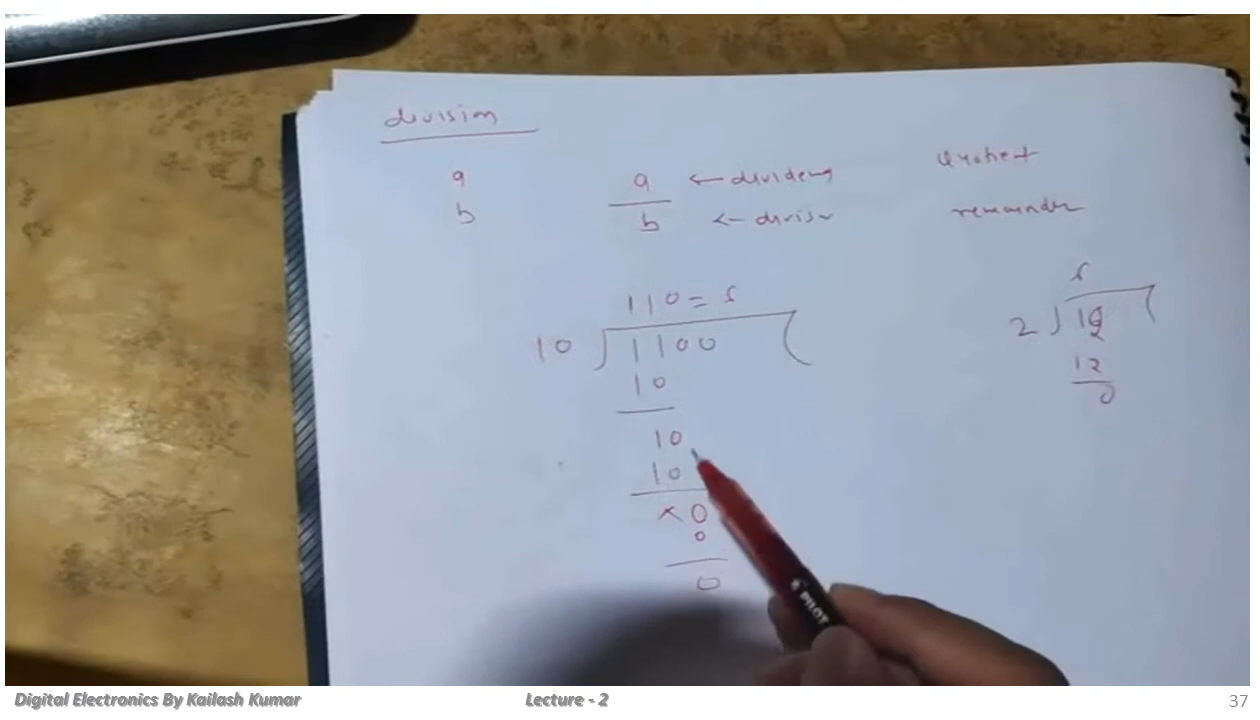 division
a a ← dividend Quotient
b b ← divisor remainder
110 = 6 6
10 ) 1100 ( 2 ) 12 (
10 12
0
10
10
× 0
0
0
PILOT
Digital Electronics By Kailash Kumar Lecture - 2 37